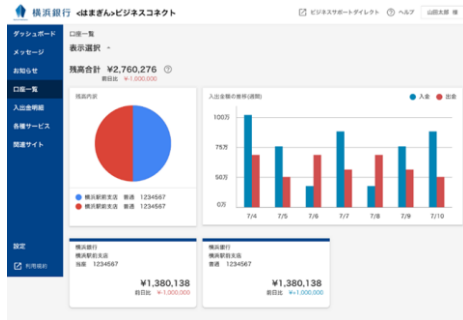 横浜銀行 <はまぎん>ビジネスコネクト
ビジネスサポートダイレクト
ヘルプ
山田太郎 様
ダッシュボード
メッセージ
お知らせ
口座一覧
入出金明細
各種サービス
関連サイト
設定
利用規約
口座一覧
表示選択
残高合計 ¥2,760,276
前日比 ¥-1,000,000
残高内訳
横浜駅前支店 普通 1234567
横浜駅前支店 普通 1234567
入出金額の推移(週間)
入金 出金
100万
75万
50万
0万
7/4 7/5 7/6 7/7 7/8 7/9 7/10
横浜銀行
横浜駅前支店
当座 1234567
¥1,380,138
前日比 ¥-1,000,000
横浜銀行
横浜駅前支店
普通 1234567
¥1,380,138
前日比 ¥+1,000,000